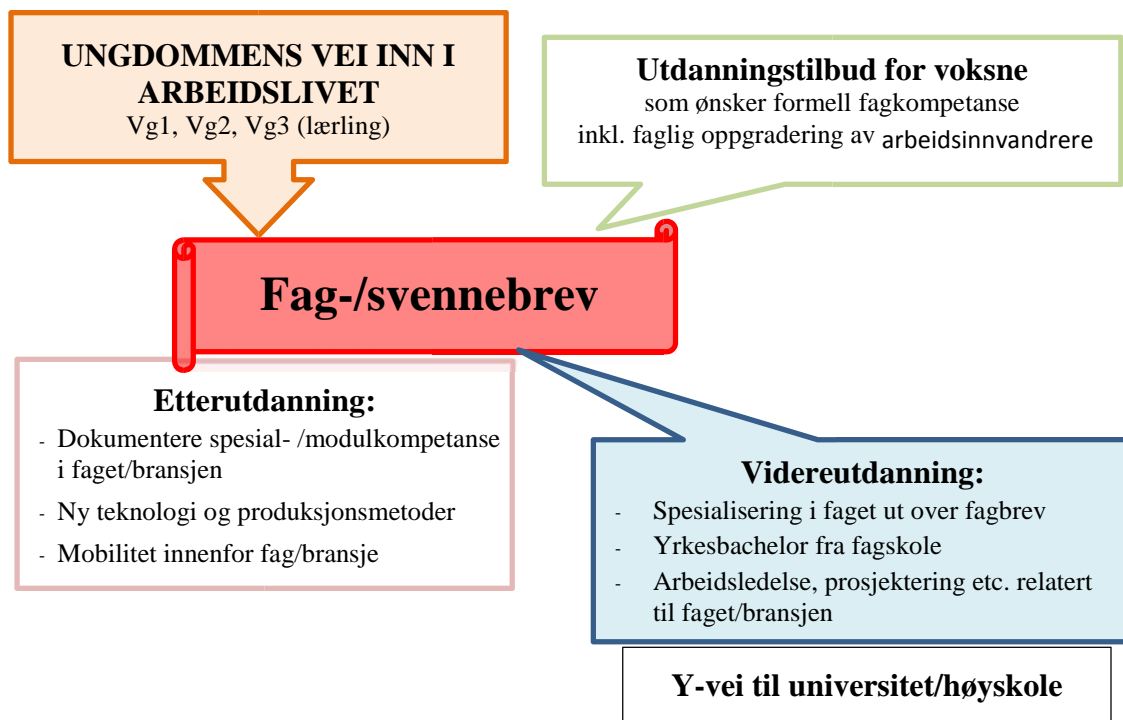 UNGDOMMENS VEI INN I
ARBEIDSLIVET
Vg1, Vg2, Vg3 (lærling)
Utdanningstilbud for voksne
som ønsker formell fagkompetanse
inkl. faglig oppgradering av arbeidsinnvandrere
Fag-/svennebrev
Etterutdanning:
- Dokumentere spesial- /modulkompetanse
i faget/bransjen
- Ny teknologi og produksjonsmetoder
- Mobilitet innenfor fag/bransje
Videreutdanning:
- Spesialisering i faget ut over fagbrev
- Yrkesbachelor fra fagskole
- Arbeidsledelse, prosjektering etc. relatert
til faget/bransjen
Y-vei til universitet/høyskole